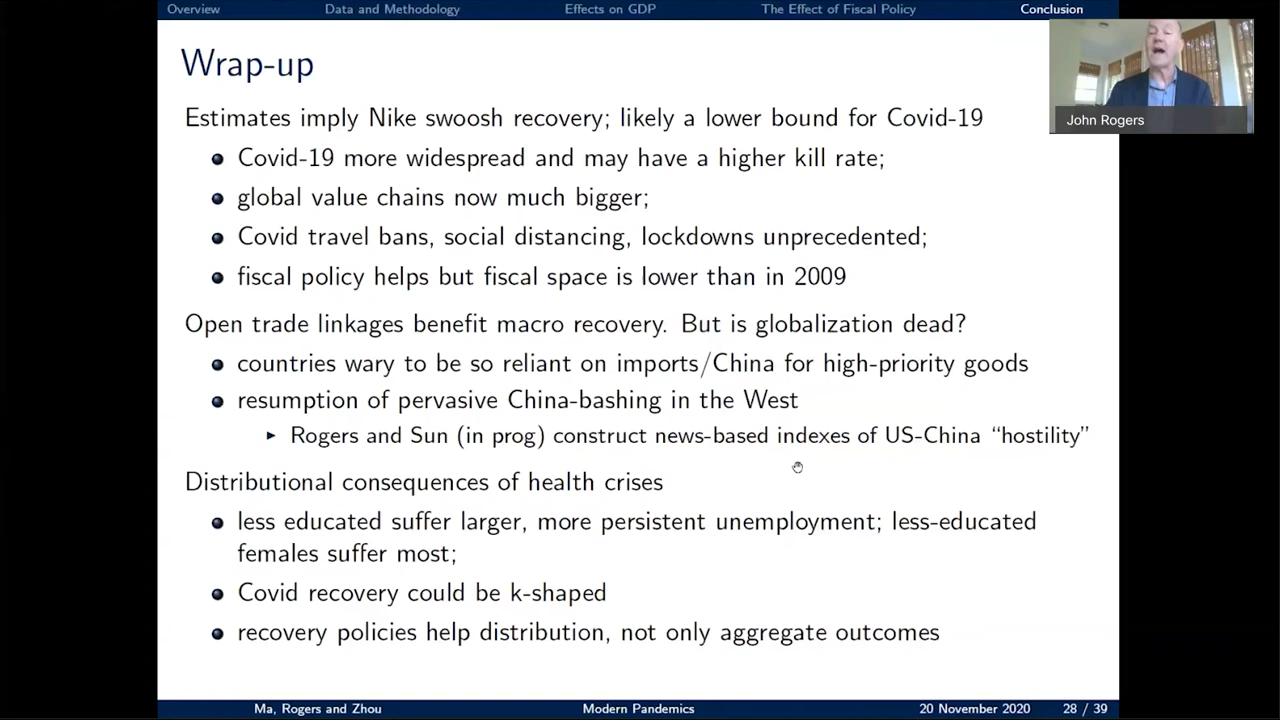 Overview Data and Methodology Effects on GDP The Effect of Fiscal Policy Conclusion
Wrap-up
John Rogers
Estimates imply Nike swoosh recovery; likely a lower bound for Covid-19
Covid-19 more widespread and may have a higher kill rate;
global value chains now much bigger;
Covid travel bans, social distancing, lockdowns unprecedented;
fiscal policy helps but fiscal space is lower than in 2009
Open trade linkages benefit macro recovery. But is globalization dead?
countries wary to be so reliant on imports/China for high-priority goods
resumption of pervasive China-bashing in the West
Rogers and Sun (in prog) construct news-based indexes of US-China “hostility”
Distributional consequences of health crises
less educated suffer larger, more persistent unemployment; less-educated
females suffer most;
Covid recovery could be k-shaped
recovery policies help distribution, not only aggregate outcomes
Ma, Rogers and Zhou Modern Pandemics 20 November 2020 28 / 39